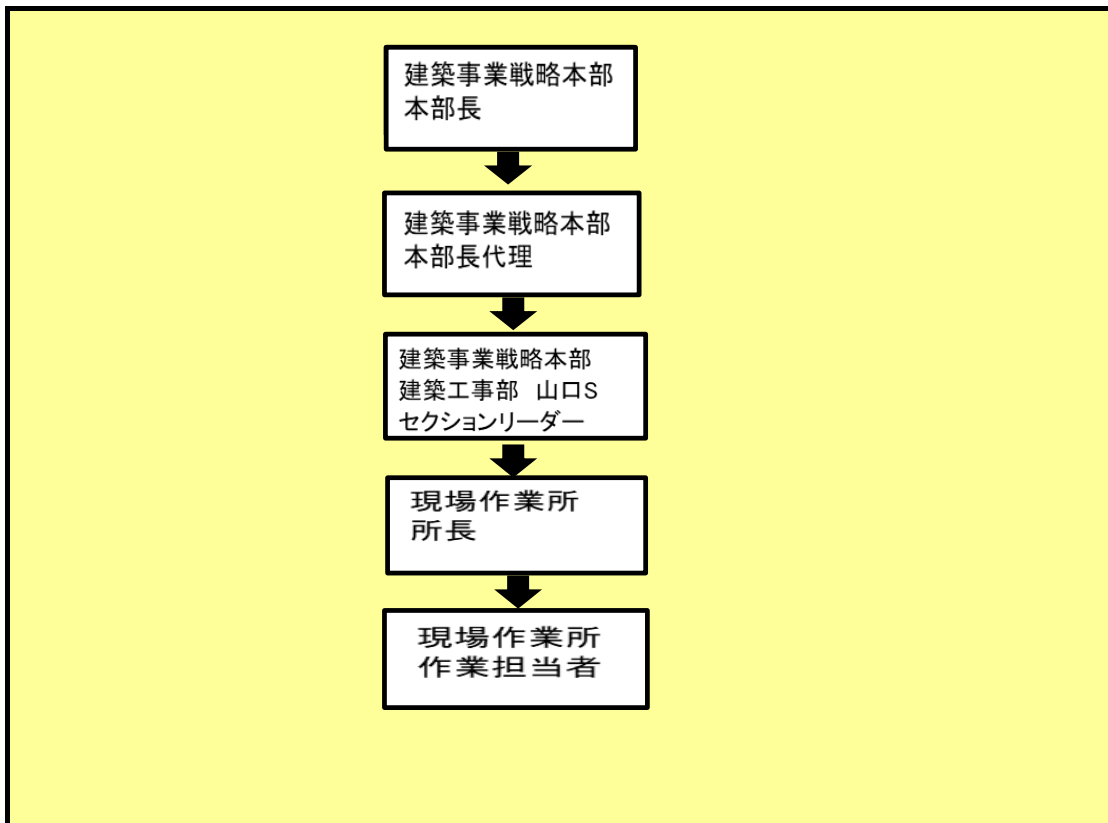 建築事業戦略本部
本部長
建築事業戦略本部
本部長代理
建築事業戦略本部
建築工事部　山口S
セクションリーダー
現場作業所
所長
現場作業所
作業担当者